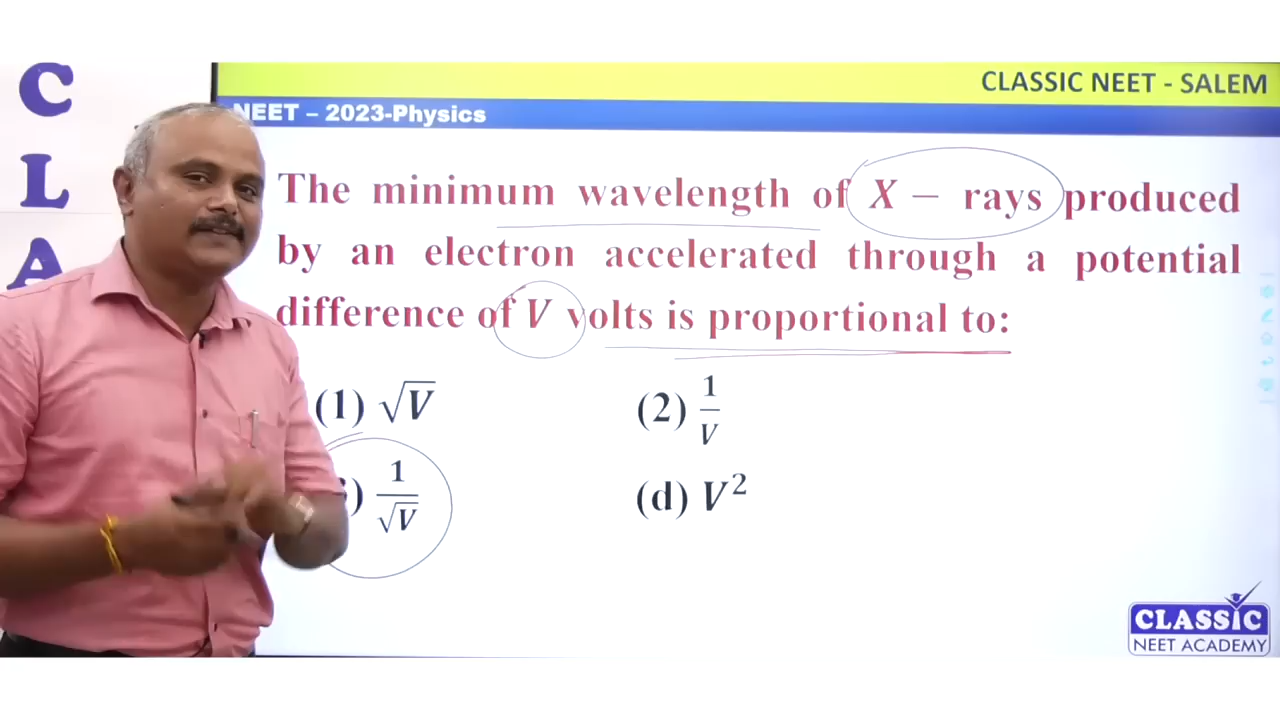 C
L
A
CLASSIC NEET - SALEM
NEET – 2023-Physics
The minimum wavelength of X − rays produced
by an electron accelerated through a potential
difference of V volts is proportional to:
(1) √V (2) 1/V
) 1/√V (d) V²
CLASSIC
NEET ACADEMY